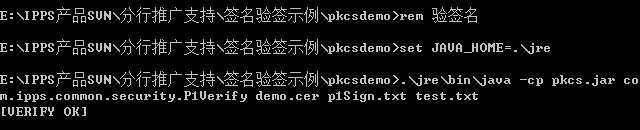 E:\IPPS产品SVN\分行推广支持\签名验签示例\pkcsdemo>rem 验签名
E:\IPPS产品SVN\分行推广支持\签名验签示例\pkcsdemo>set JAVA_HOME=.\jre
E:\IPPS产品SVN\分行推广支持\签名验签示例\pkcsdemo>.\jre\bin\java -cp pkcs.jar co
m.ipps.common.security.P1Verify demo.cer p1Sign.txt test.txt
[VERIFY OK]